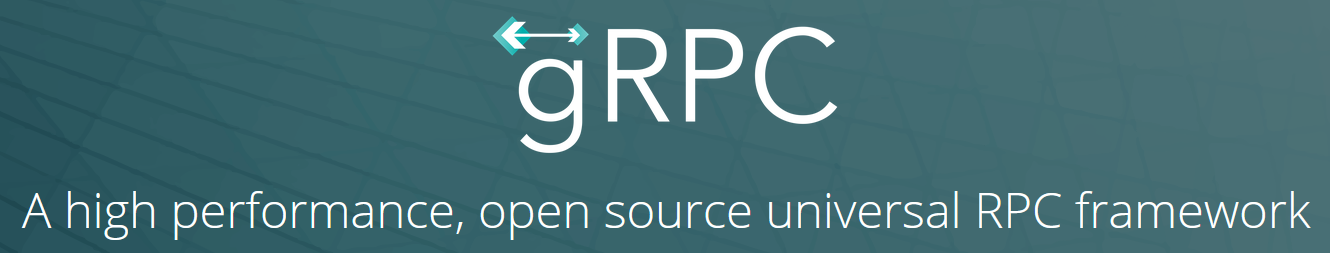 gRPC
A high performance, open source universal RPC framework